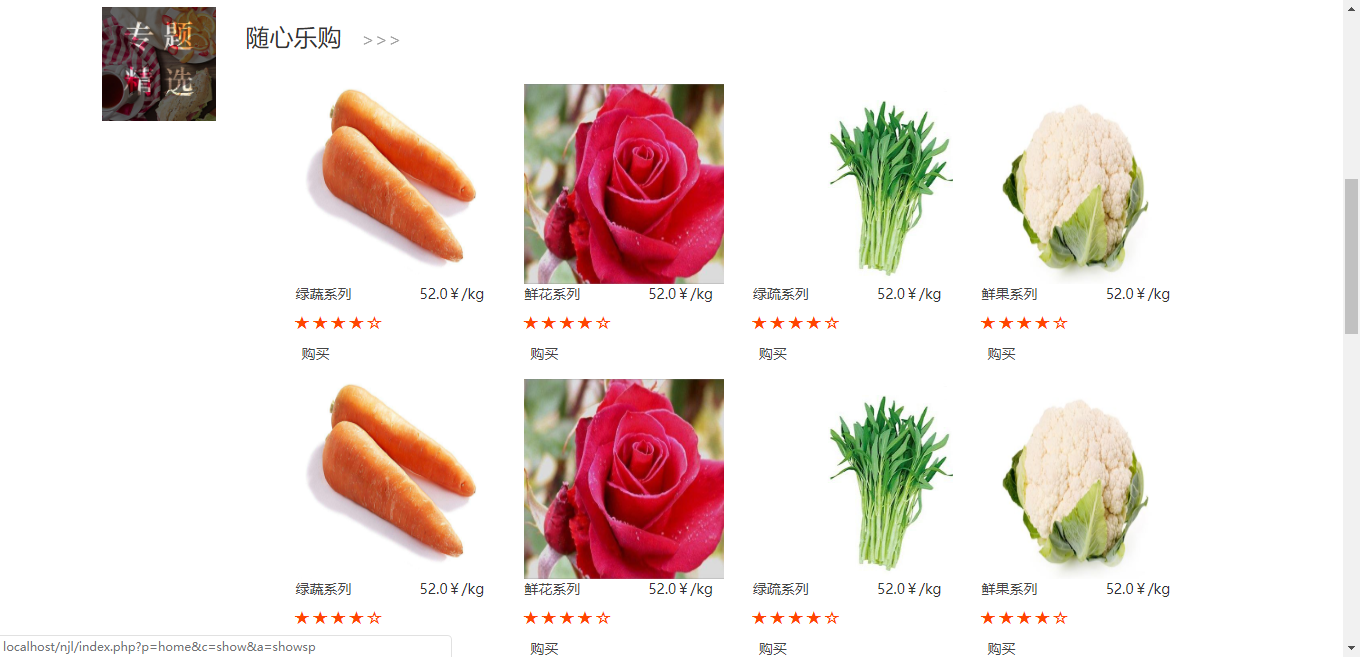 专题
精选
随心乐购 >>>
绿蔬系列 52.0￥/kg 鲜花系列 52.0￥/kg 绿疏系列 52.0￥/kg 鲜果系列 52.0￥/kg
★★★★☆ ★★★★☆ ★★★★☆ ★★★★☆
购买 购买 购买 购买
绿蔬系列 52.0￥/kg 鲜花系列 52.0￥/kg 绿疏系列 52.0￥/kg 鲜果系列 52.0￥/kg
★★★★☆ ★★★★☆ ★★★★☆ ★★★★☆
购买 购买 购买
localhost/njl/index.php?p=home&c=show&a=showsp